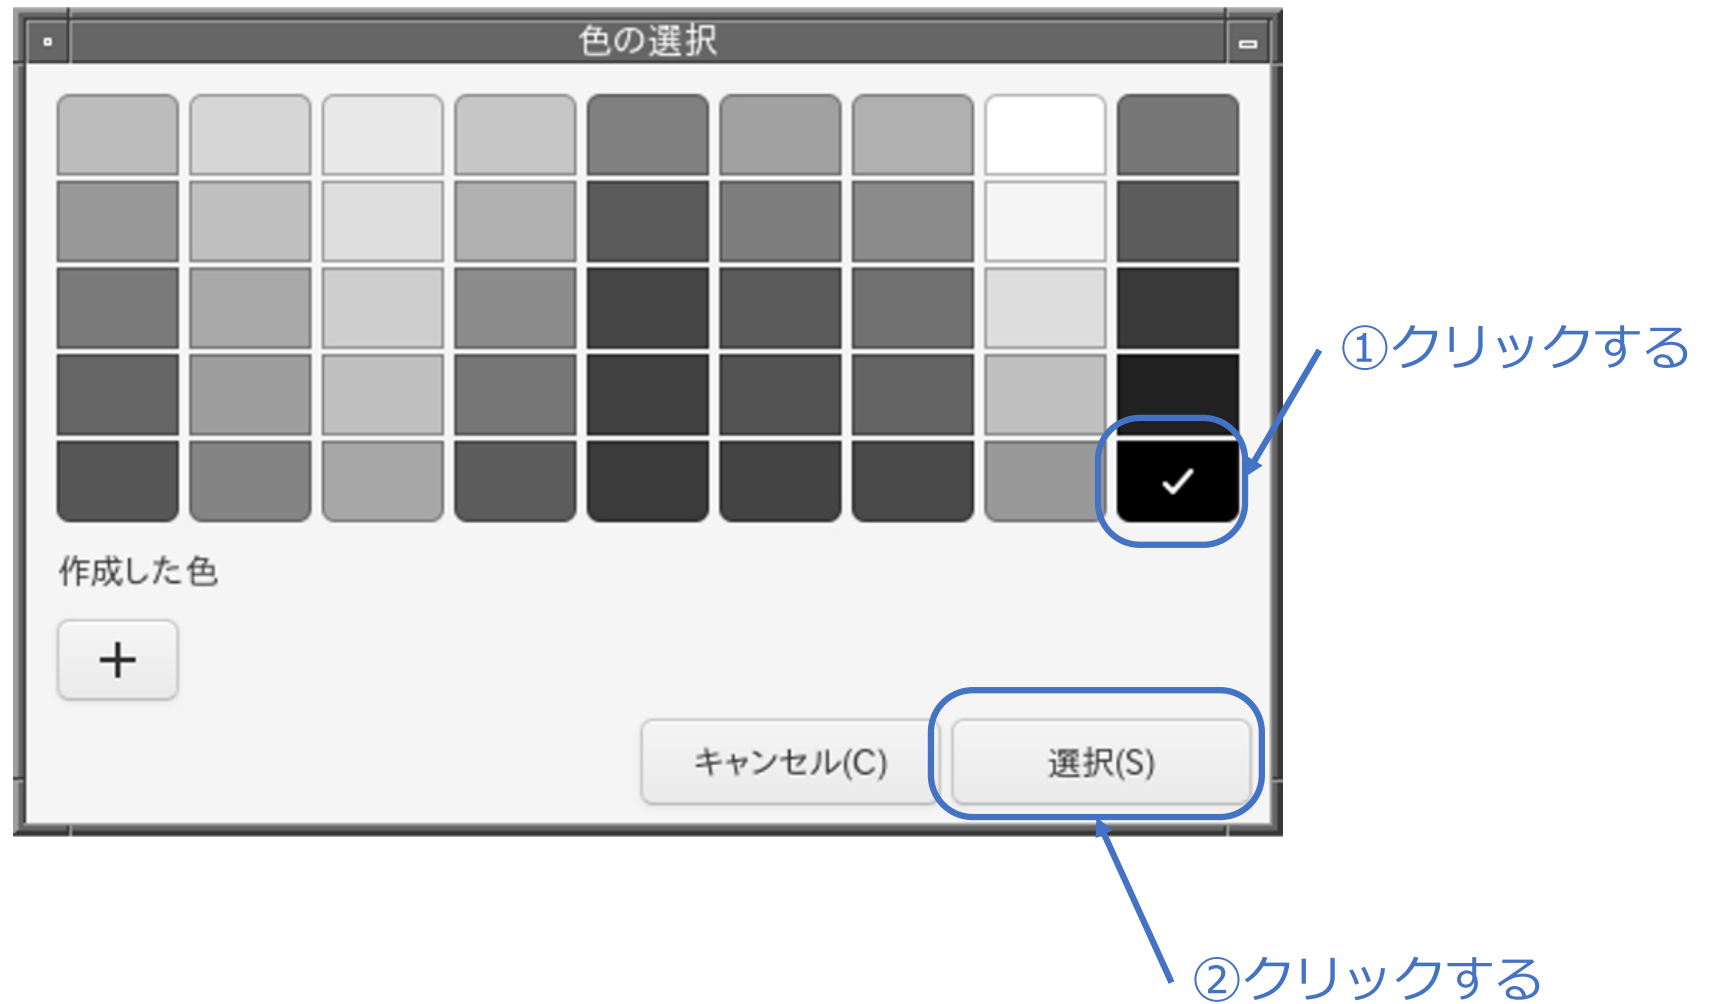 色の選択
①クリックする
作成した色
キャンセル(C)
選択(S)
②クリックする